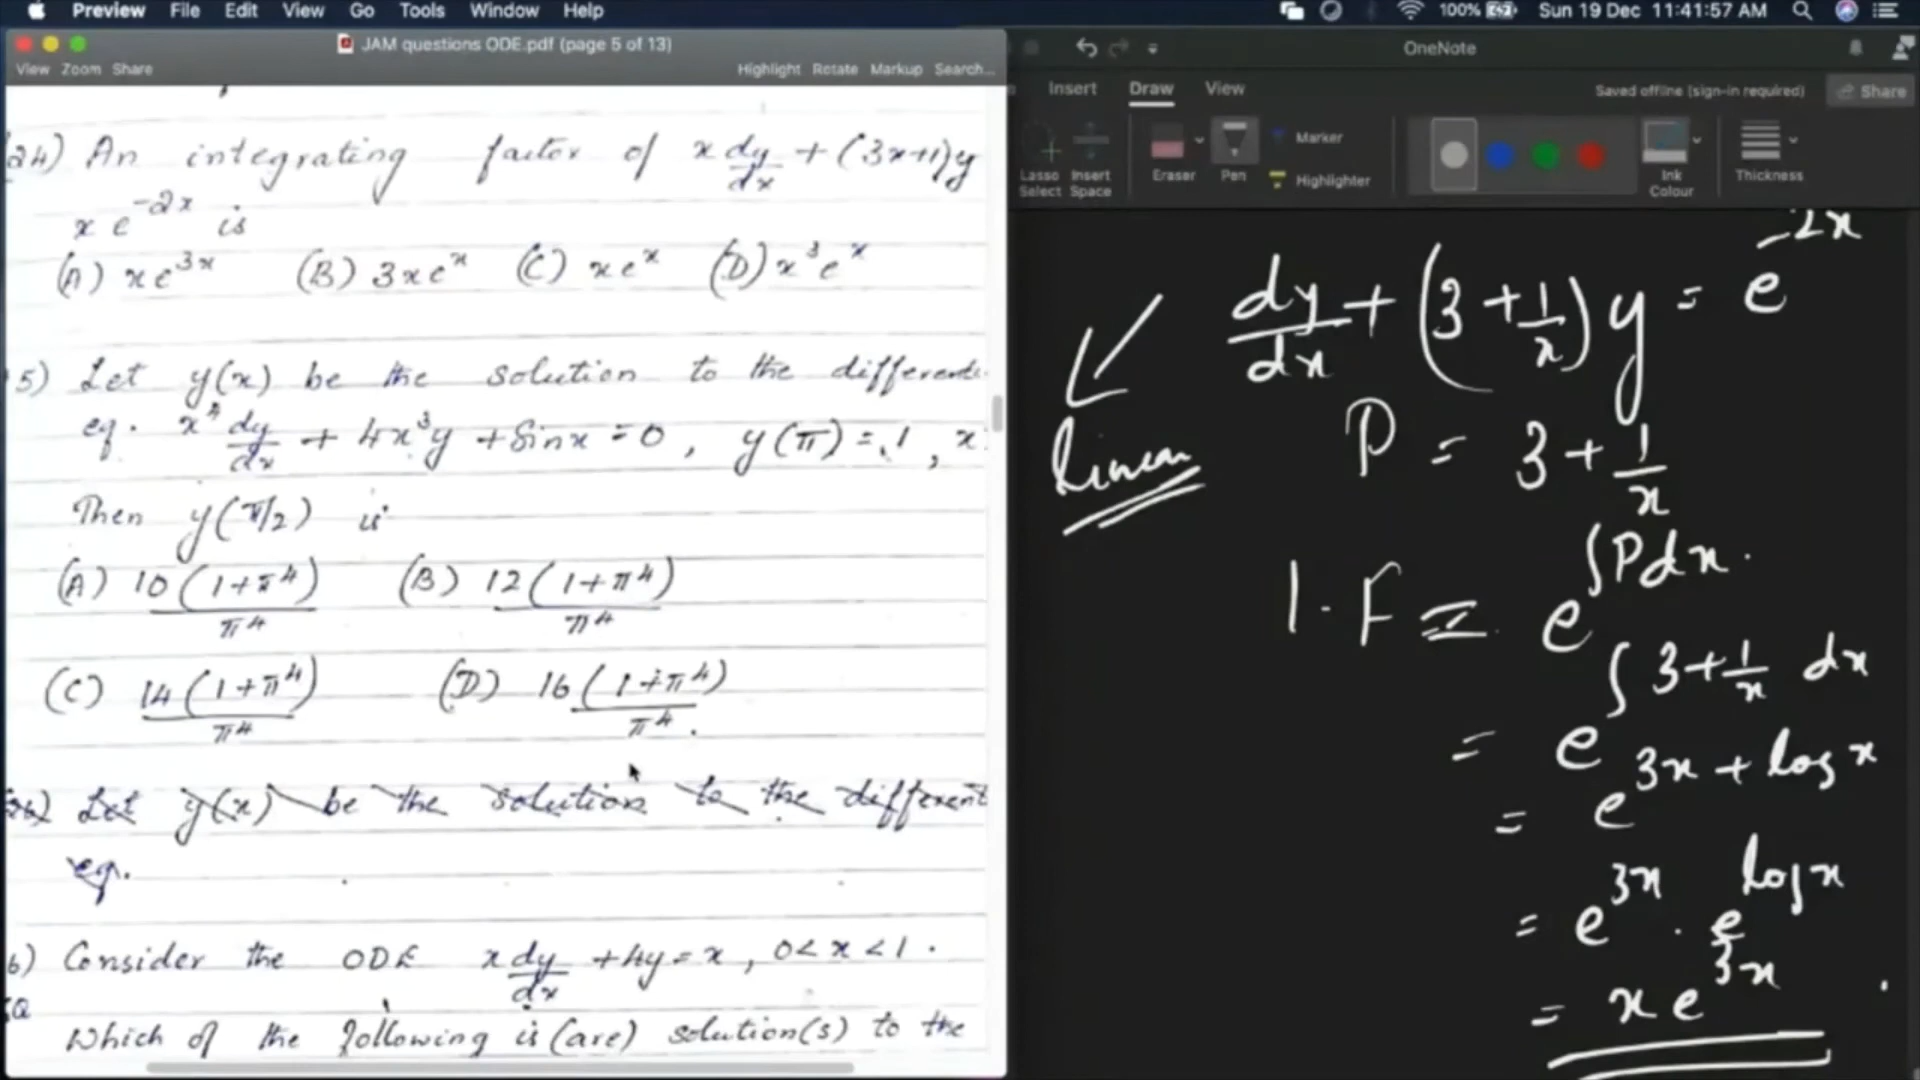 Preview File Edit View Go Tools Window Help
100% Sun 19 Dec 11:41:57 AM
JAM questions ODE.pdf (page 5 of 13)
View Zoom Share
Highlight Rotate Markup Search...
24) An integrating factor of x dy/dx + (3x+1)y
x e^{-2x} is
(A) xe^{3x} (B) 3xe^x (C) xe^x (D) x^3e^x
5) Let y(x) be the solution to the differenti
eq. x^4 dy/dx + 4x^3y + Sinx = 0, y(π) = 1, x
Then y(π/2) is
(A) 10(1+π^4)/π^4 (B) 12(1+π^4)/π^4
(C) 14(1+π^4)/π^4 (D) 16(1+π^4)/π^4.
Let y(x) be the solution to the different
eq.
6) Consider the ODE x dy/dx + 4y = x, 0<x<1.
Which of the following is (are) solution(s) to the
OneNote
Insert Draw View
Saved offline (sign-in required) Share
Lasso Select Insert Space Eraser Pen Marker Highlighter Ink Colour Thickness
dy/dx + (3 + 1/x) y = e^{-2x}
Linear
P = 3 + 1/x
I.F = e^{∫Pdx}.
= e^{∫ 3+1/x dx}
= e^{3x + log x}
= e^{3x} . e^{log x}
= x e^{3x}.